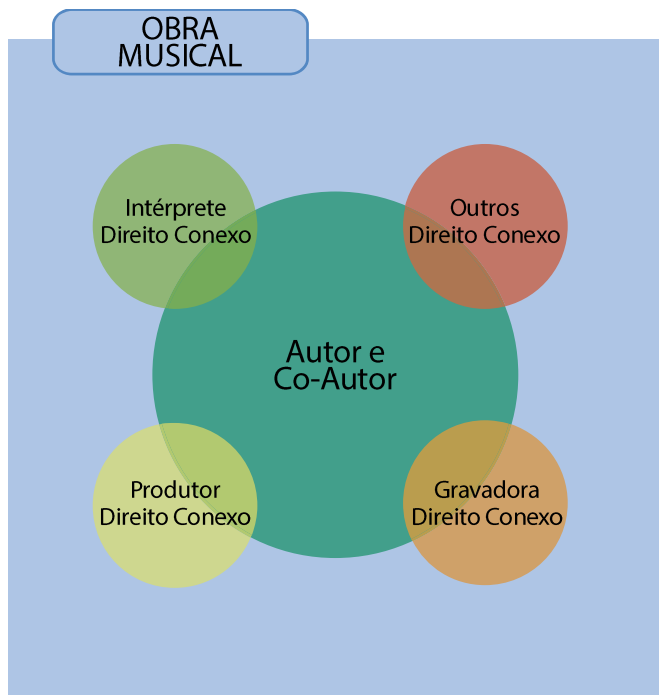 OBRA
MUSICAL
Intérprete
Direito Conexo
Outros
Direito Conexo
Autor e
Co-Autor
Produtor
Direito Conexo
Gravadora
Direito Conexo